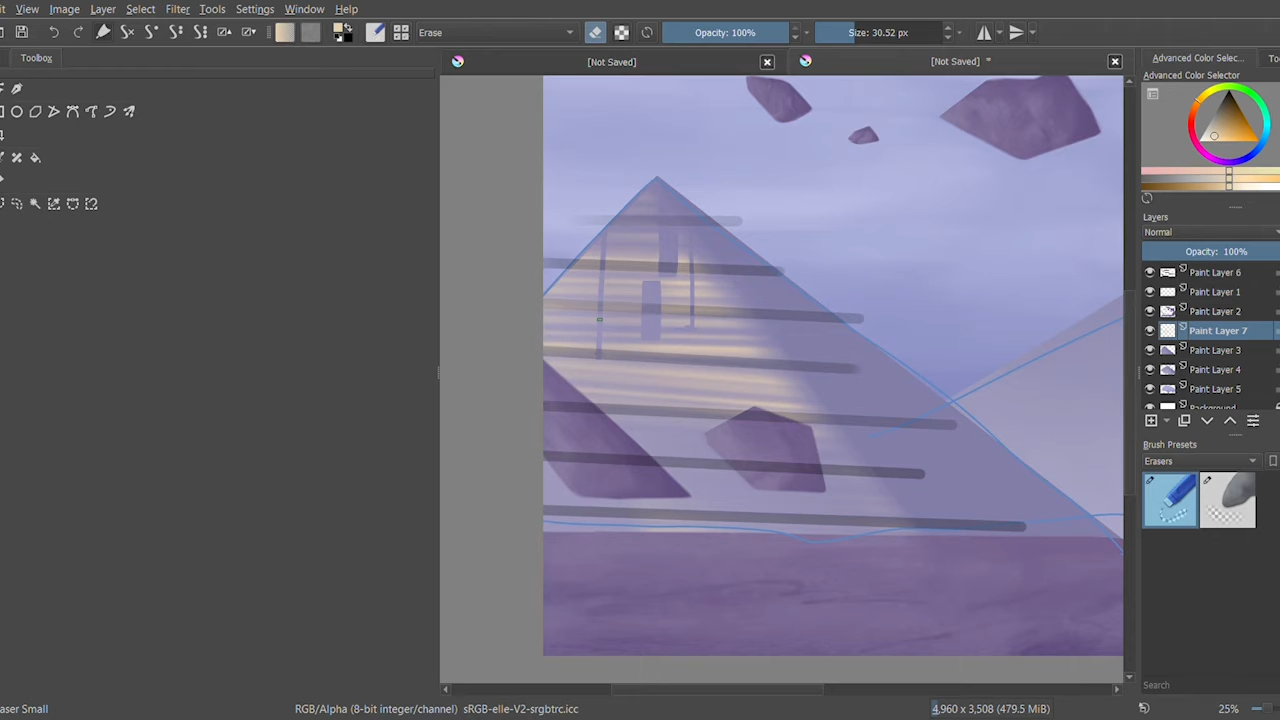 it View Image Layer Select Filter Tools Settings Window Help
Erase
Opacity: 100%
Size: 30.52 px
Toolbox
[Not Saved]
[Not Saved] *
Advanced Color Selec...
To
Advanced Color Selector
Layers
Normal
Opacity: 100%
Paint Layer 6
Paint Layer 1
Paint Layer 2
Paint Layer 7
Paint Layer 3
Paint Layer 4
Paint Layer 5
Background
Brush Presets
Erasers
Search
aser Small
RGB/Alpha (8-bit integer/channel) sRGB-elle-V2-srgbtrc.icc
4,960 x 3,508 (479.5 MiB)
25%